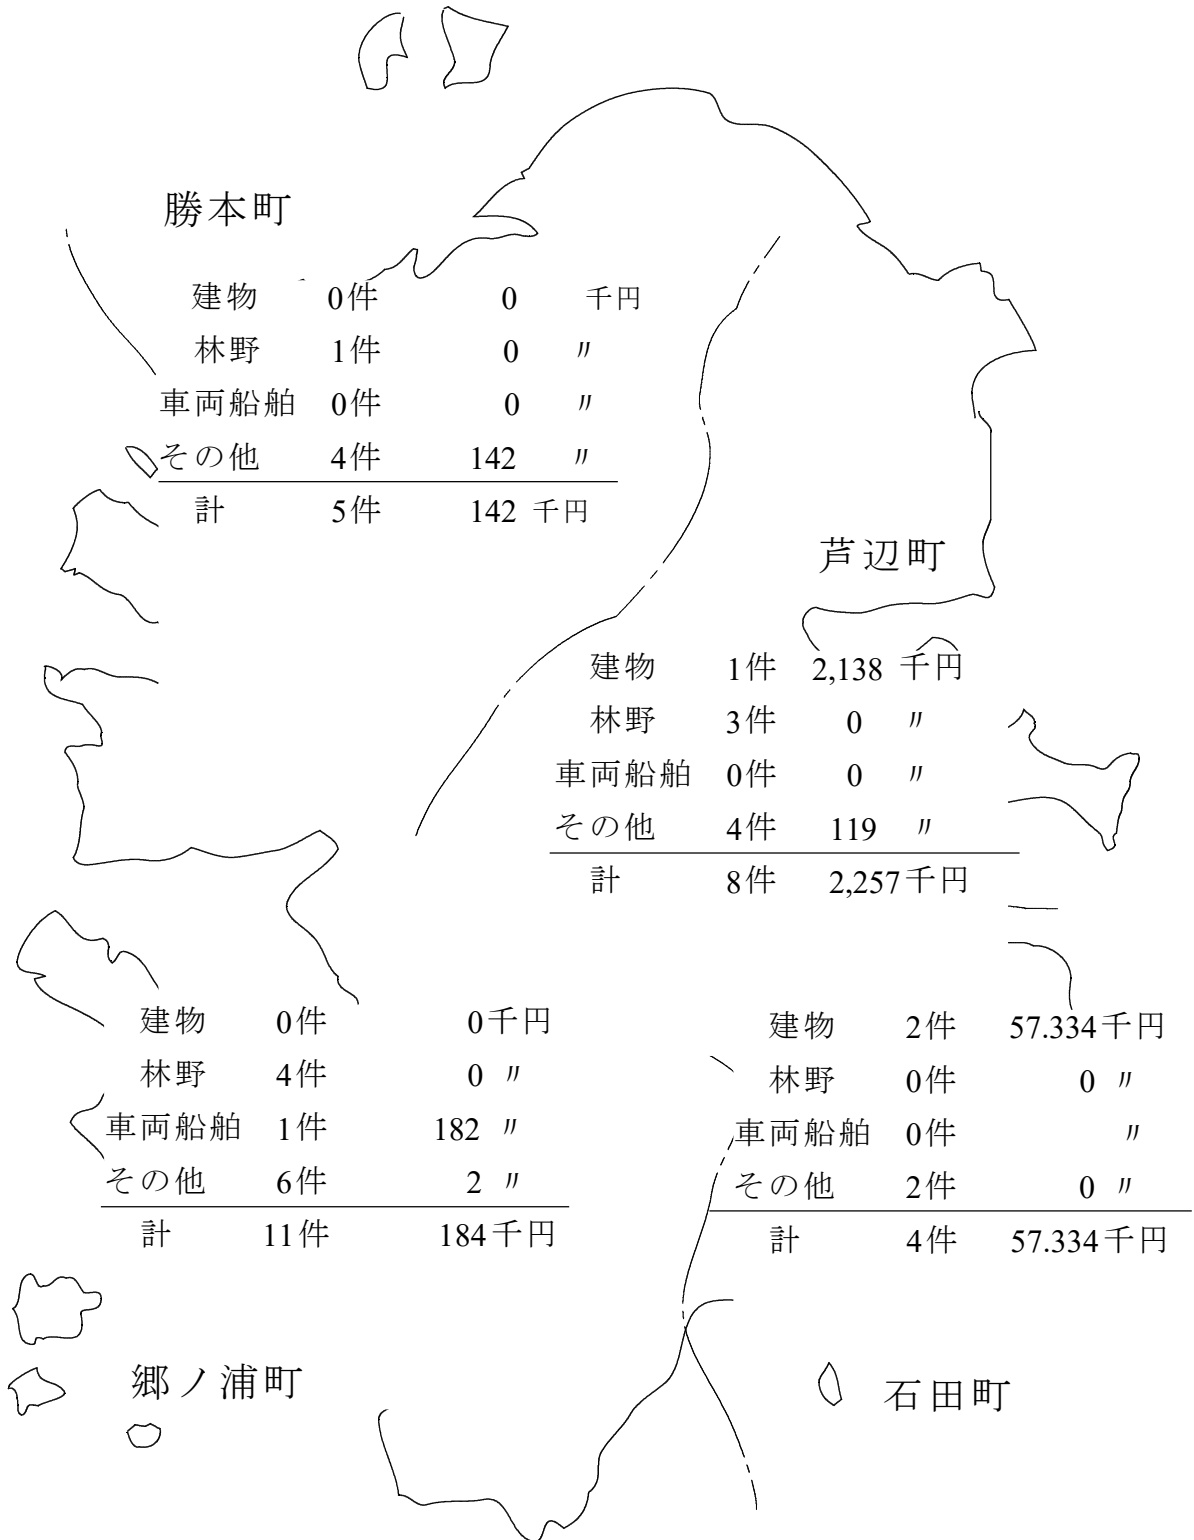 勝本町
建物 0件 0 千円
林野 1件 0 〃
車両船舶 0件 0 〃
その他 4件 142 〃
計 5件 142 千円
芦辺町
建物 1件 2,138 千円
林野 3件 0 〃
車両船舶 0件 0 〃
その他 4件 119 〃
計 8件 2,257千円
建物 0件 0千円
林野 4件 0 〃
車両船舶 1件 182 〃
その他 6件 2 〃
計 11件 184千円
郷ノ浦町
建物 2件 57.334千円
林野 0件 0 〃
車両船舶 0件 〃
その他 2件 0 〃
計 4件 57.334千円
石田町